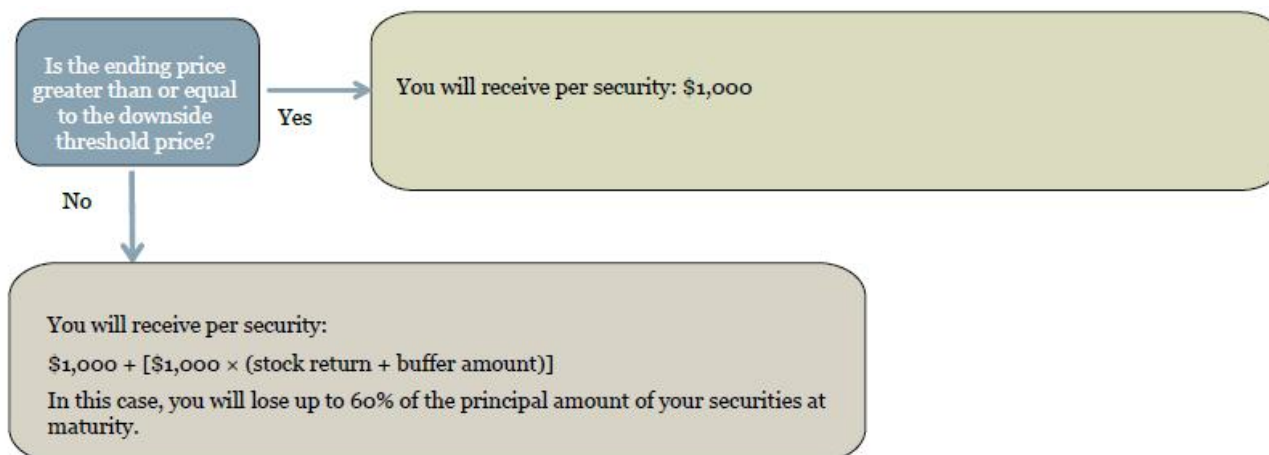 Is the ending price
greater than or equal
to the downside
threshold price?
Yes
You will receive per security: $1,000
No
You will receive per security:
$1,000 + [$1,000 × (stock return + buffer amount)]
In this case, you will lose up to 60% of the principal amount of your securities at
maturity.